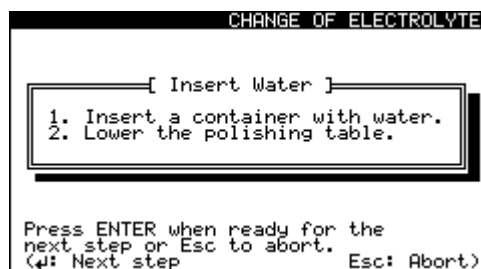 CHANGE OF ELECTROLYTE
[ Insert Water ]
1. Insert a container with water.
2. Lower the polishing table.
Press ENTER when ready for the
next step or Esc to abort.
(↲: Next step Esc: Abort)